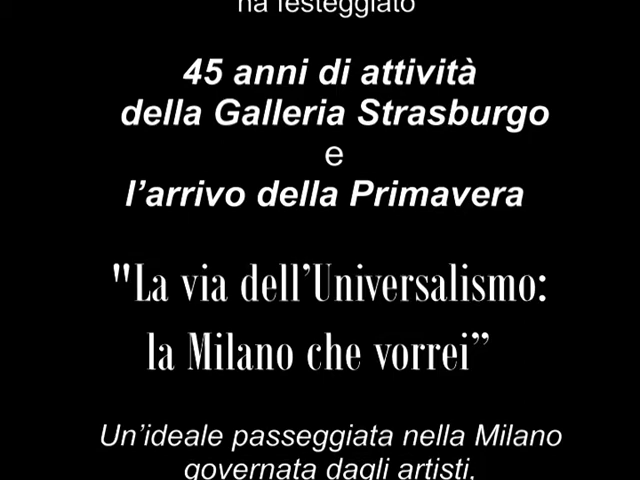 ha festeggiato
45 anni di attività
della Galleria Strasburgo
e
l’arrivo della Primavera
"La via dell’Universalismo:
la Milano che vorrei”
Un’ideale passeggiata nella Milano
governata dagli artisti,